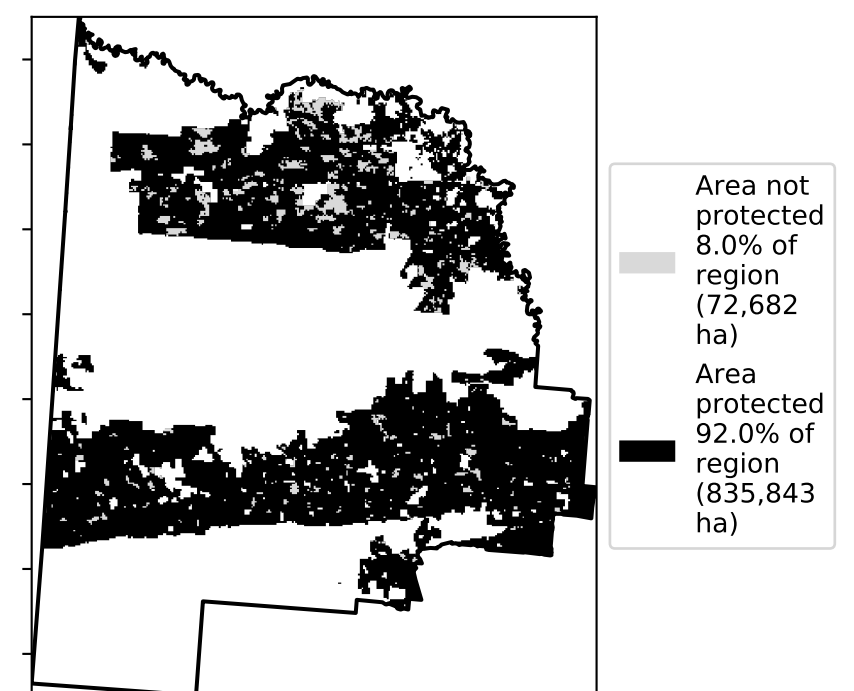 Area not
protected
8.0% of
region
(72,682
ha)
Area
protected
92.0% of
region
(835,843
ha)